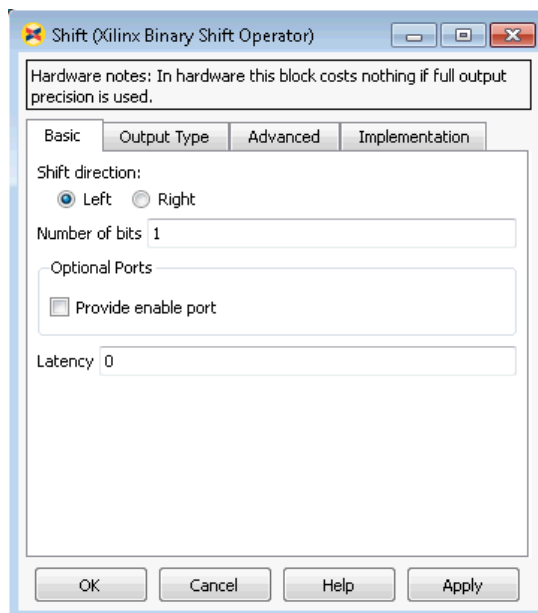 Shift (Xilinx Binary Shift Operator)
Hardware notes: In hardware this block costs nothing if full output
precision is used.
Basic Output Type Advanced Implementation
Shift direction:
Left Right
Number of bits 1
Optional Ports
Provide enable port
Latency 0
OK Cancel Help Apply